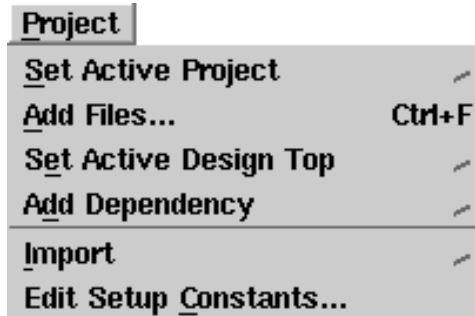 Project
Set Active Project
Add Files... Ctrl+F
Set Active Design Top
Add Dependency
Import
Edit Setup Constants...